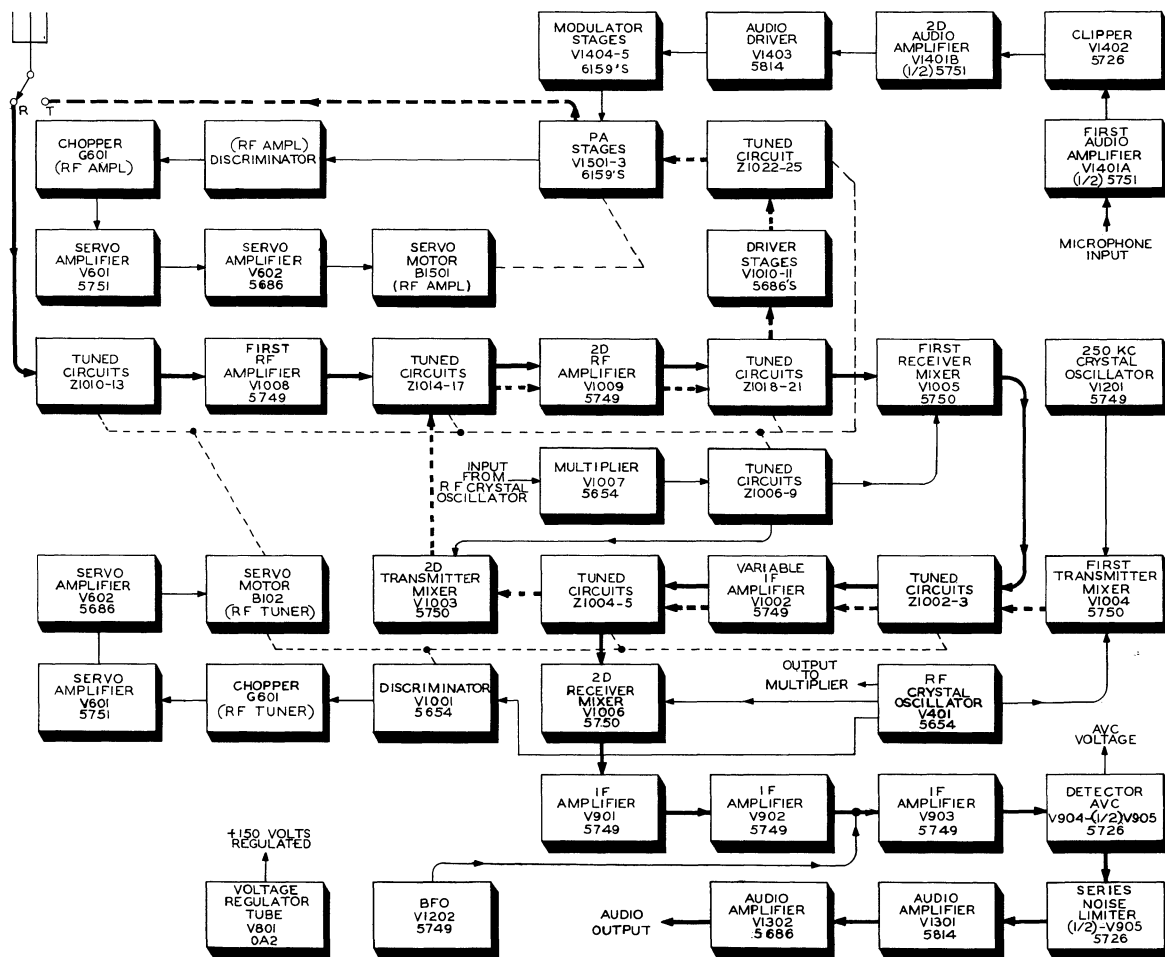 MODULATOR
STAGES
V1404-5
6159'S
AUDIO
DRIVER
V1403
5814
2D
AUDIO
AMPLIFIER
V1401B
(1/2) 5751
CLIPPER
V1402
5726
R
T
CHOPPER
G601
(RF AMPL)
(RF AMPL)
DISCRIMINATOR
PA
STAGES
V1501-3
6159'S
TUNED
CIRCUIT
Z1022-25
FIRST
AUDIO
AMPLIFIER
V1401A
(1/2) 5751
SERVO
AMPLIFIER
V601
5751
SERVO
AMPLIFIER
V602
5686
SERVO
MOTOR
B1501
(RF AMPL)
DRIVER
STAGES
V1010-11
5686'S
MICROPHONE
INPUT
TUNED
CIRCUITS
Z1010-13
FIRST
RF
AMPLIFIER
V1008
5749
TUNED
CIRCUITS
Z1014-17
2D
RF
AMPLIFIER
V1009
5749
TUNED
CIRCUITS
Z1018-21
FIRST
RECEIVER
MIXER
V1005
5750
250 KC
CRYSTAL
OSCILLATOR
V1201
5749
INPUT
FROM
RF CRYSTAL
OSCILLATOR
MULTIPLIER
V1007
5654
TUNED
CIRCUITS
Z1006-9
SERVO
AMPLIFIER
V602
5686
SERVO
MOTOR
B102
(RF TUNER)
2D
TRANSMITTER
MIXER
V1003
5750
TUNED
CIRCUITS
Z1004-5
VARIABLE
IF
AMPLIFIER
V1002
5749
TUNED
CIRCUITS
Z1002-3
FIRST
TRANSMITTER
MIXER
V1004
5750
SERVO
AMPLIFIER
V601
5751
CHOPPER
G601
(RF TUNER)
DISCRIMINATOR
V1001
5654
2D
RECEIVER
MIXER
V1006
5750
OUTPUT
TO
MULTIPLIER
RF
CRYSTAL
OSCILLATOR
V401
5654
AVC
VOLTAGE
IF
AMPLIFIER
V901
5749
IF
AMPLIFIER
V902
5749
IF
AMPLIFIER
V903
5749
DETECTOR
AVC
V904-(1/2)V905
5726
+150 VOLTS
REGULATED
VOLTAGE
REGULATOR
TUBE
V801
0A2
BFO
V1202
5749
AUDIO
OUTPUT
AUDIO
AMPLIFIER
V1302
5686
AUDIO
AMPLIFIER
V1301
5814
SERIES
NOISE
LIMITER
(1/2)-V905
5726